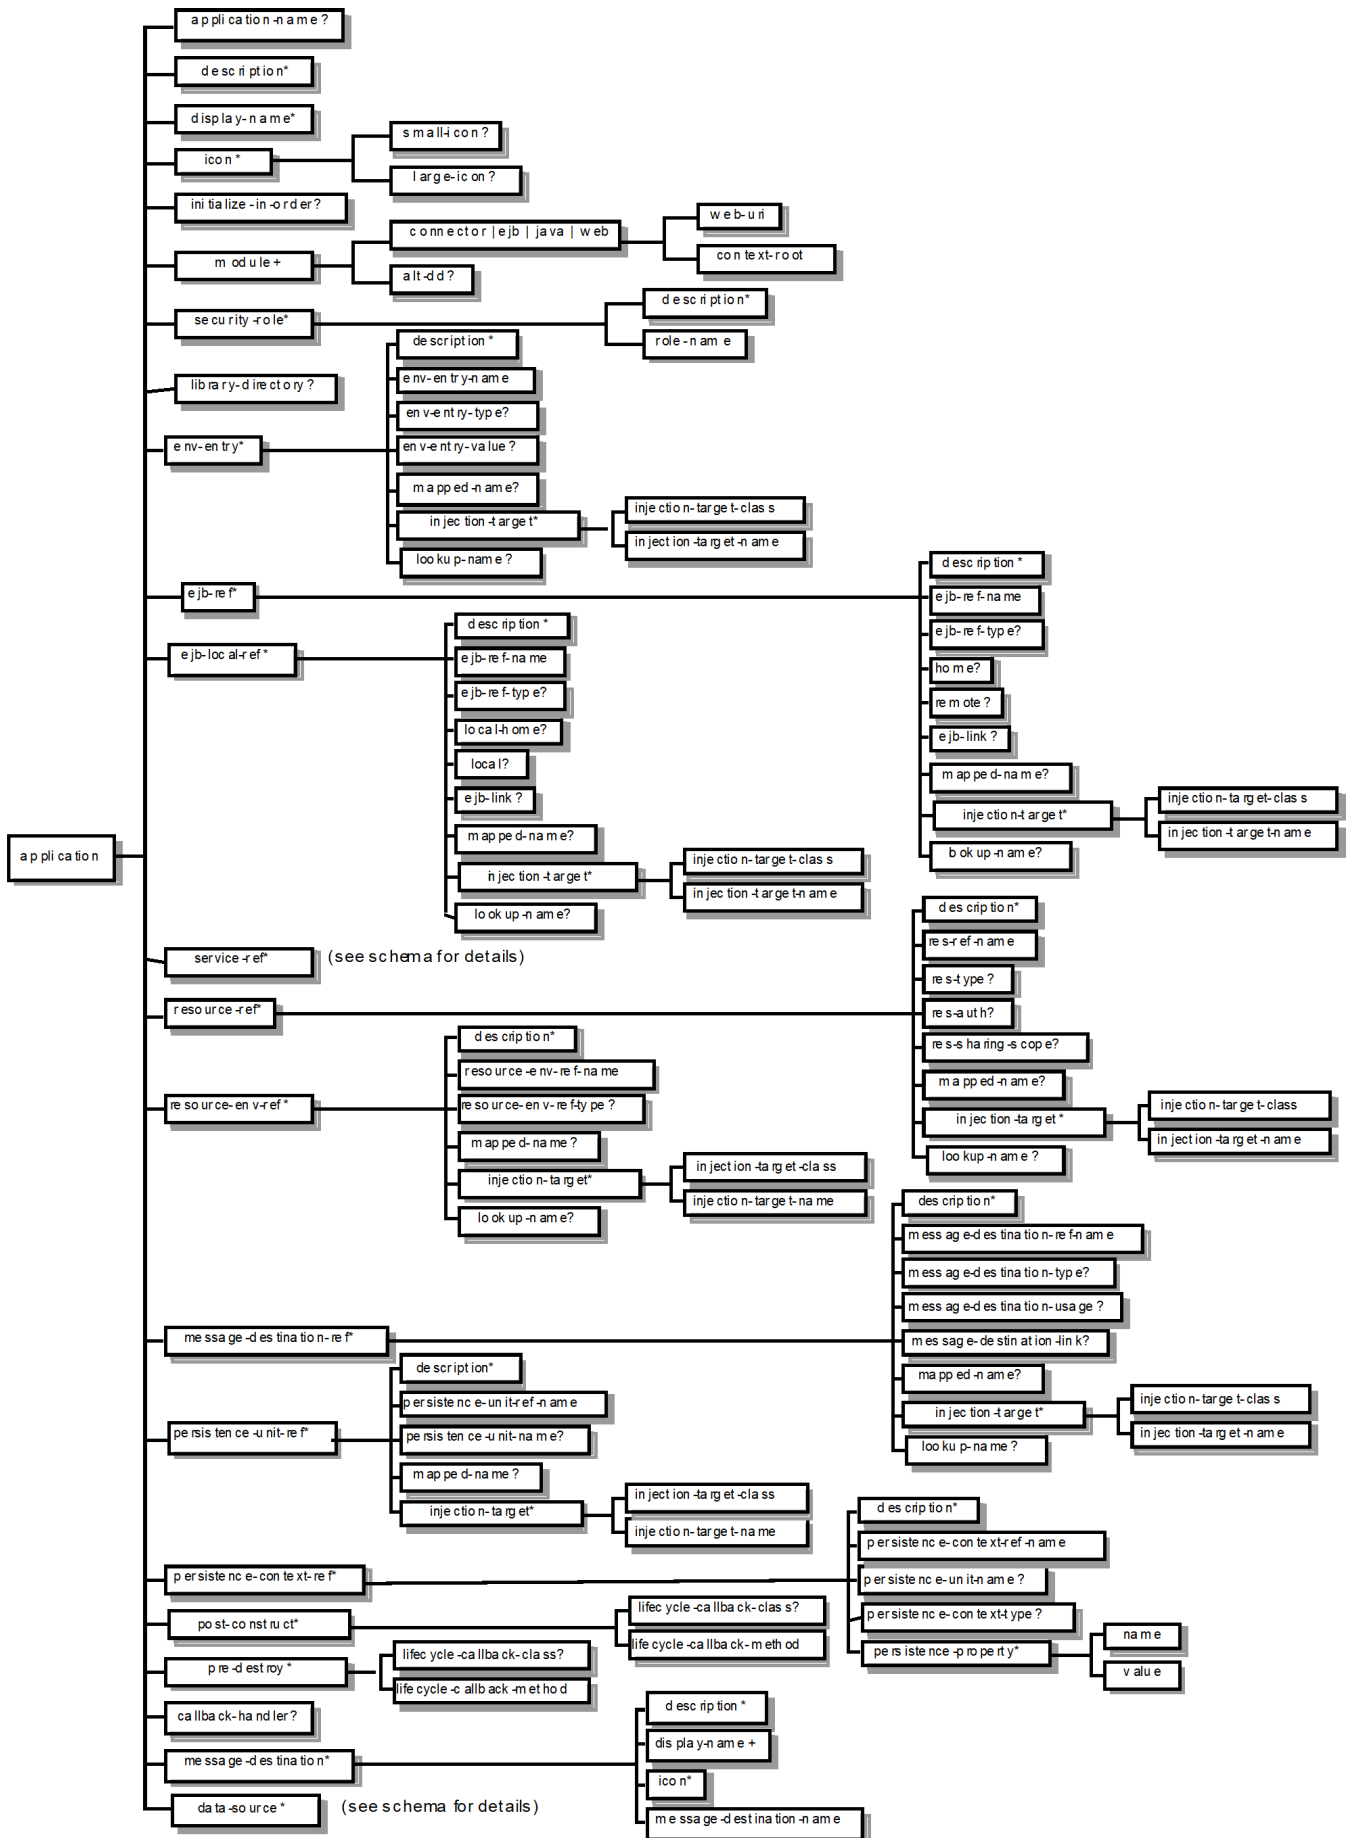 application-name?
description*
display-name*
icon*
small-icon?
large-icon?
initialize-in-order?
module+
connector | ejb | java | web
web-uri
context-root
alt-dd?
security-role*
description*
role-name
library-directory?
env-entry*
description*
env-entry-name
env-entry-type?
env-entry-value?
mapped-name?
injection-target*
injection-target-class
injection-target-name
lookup-name?
ejb-ref*
description*
ejb-ref-name
ejb-ref-type?
home?
remote?
ejb-link?
mapped-name?
injection-target*
injection-target-class
injection-target-name
bokup-name?
ejb-local-ref*
description*
ejb-ref-name
ejb-ref-type?
local-home?
local?
ejb-link?
mapped-name?
injection-target*
injection-target-class
injection-target-name
lookup-name?
application
service-ref*
(see schema for details)
resource-ref*
description*
res-ref-name
res-type?
res-auth?
res-sharing-scope?
mapped-name?
injection-target*
injection-target-class
injection-target-name
lookup-name?
resource-env-ref*
description*
resource-env-ref-name
resource-env-ref-type?
mapped-name?
injection-target*
injection-target-class
injection-target-name
lookup-name?
message-destination-ref*
description*
message-destination-ref-name
message-destination-type?
message-destination-usage?
message-destination-link?
mapped-name?
injection-target*
injection-target-class
injection-target-name
lookup-name?
persistence-unit-ref*
description*
persistence-unit-ref-name
persistence-unit-name?
mapped-name?
injection-target*
injection-target-class
injection-target-name
persistence-context-ref*
description*
persistence-context-ref-name
persistence-unit-name?
persistence-context-type?
persistence-property*
name
value
post-construct*
lifecycle-callback-class?
lifecycle-callback-method
pre-destroy*
lifecycle-callback-class?
lifecycle-callback-method
callback-handler?
message-destination*
description*
display-name+
icon*
message-destination-name
data-source*
(see schema for details)